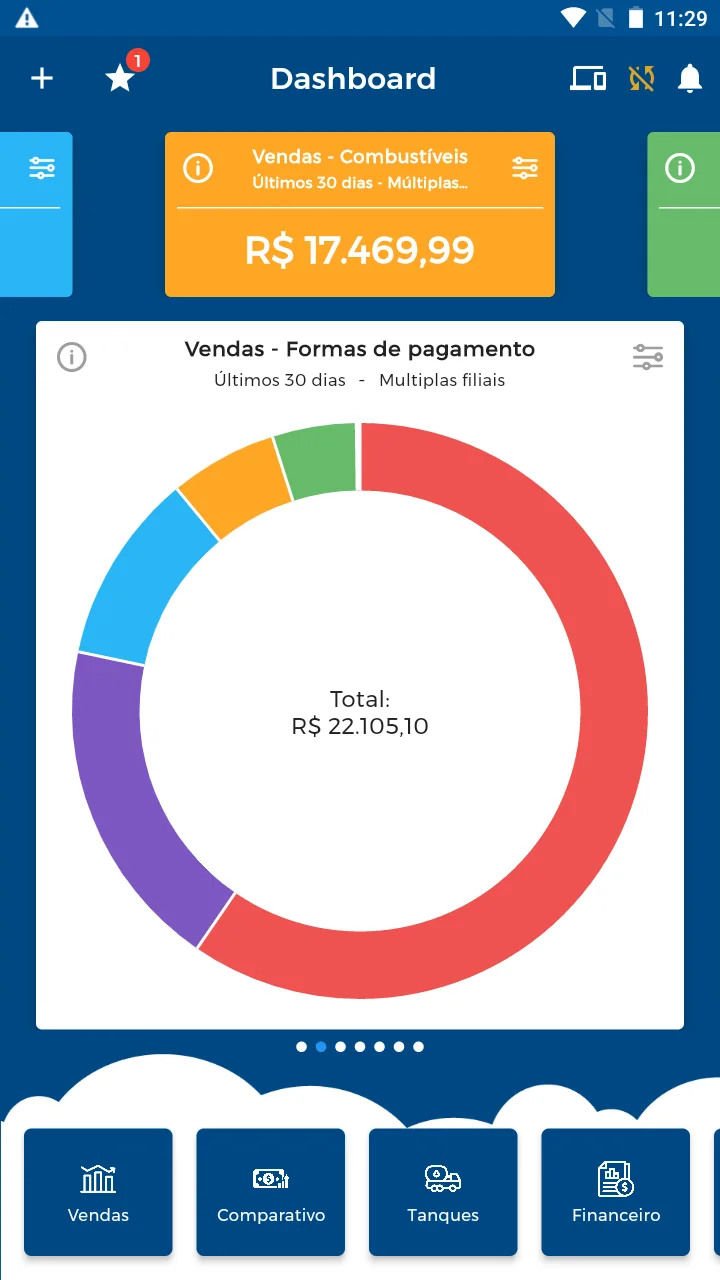 11:29
1
Dashboard
Vendas - Combustíveis
Últimos 30 dias - Múltiplas...
R$ 17.469,99
Vendas - Formas de pagamento
Últimos 30 dias - Multiplas filiais
Total:
R$ 22.105,10
Vendas
Comparativo
Tanques
Financeiro